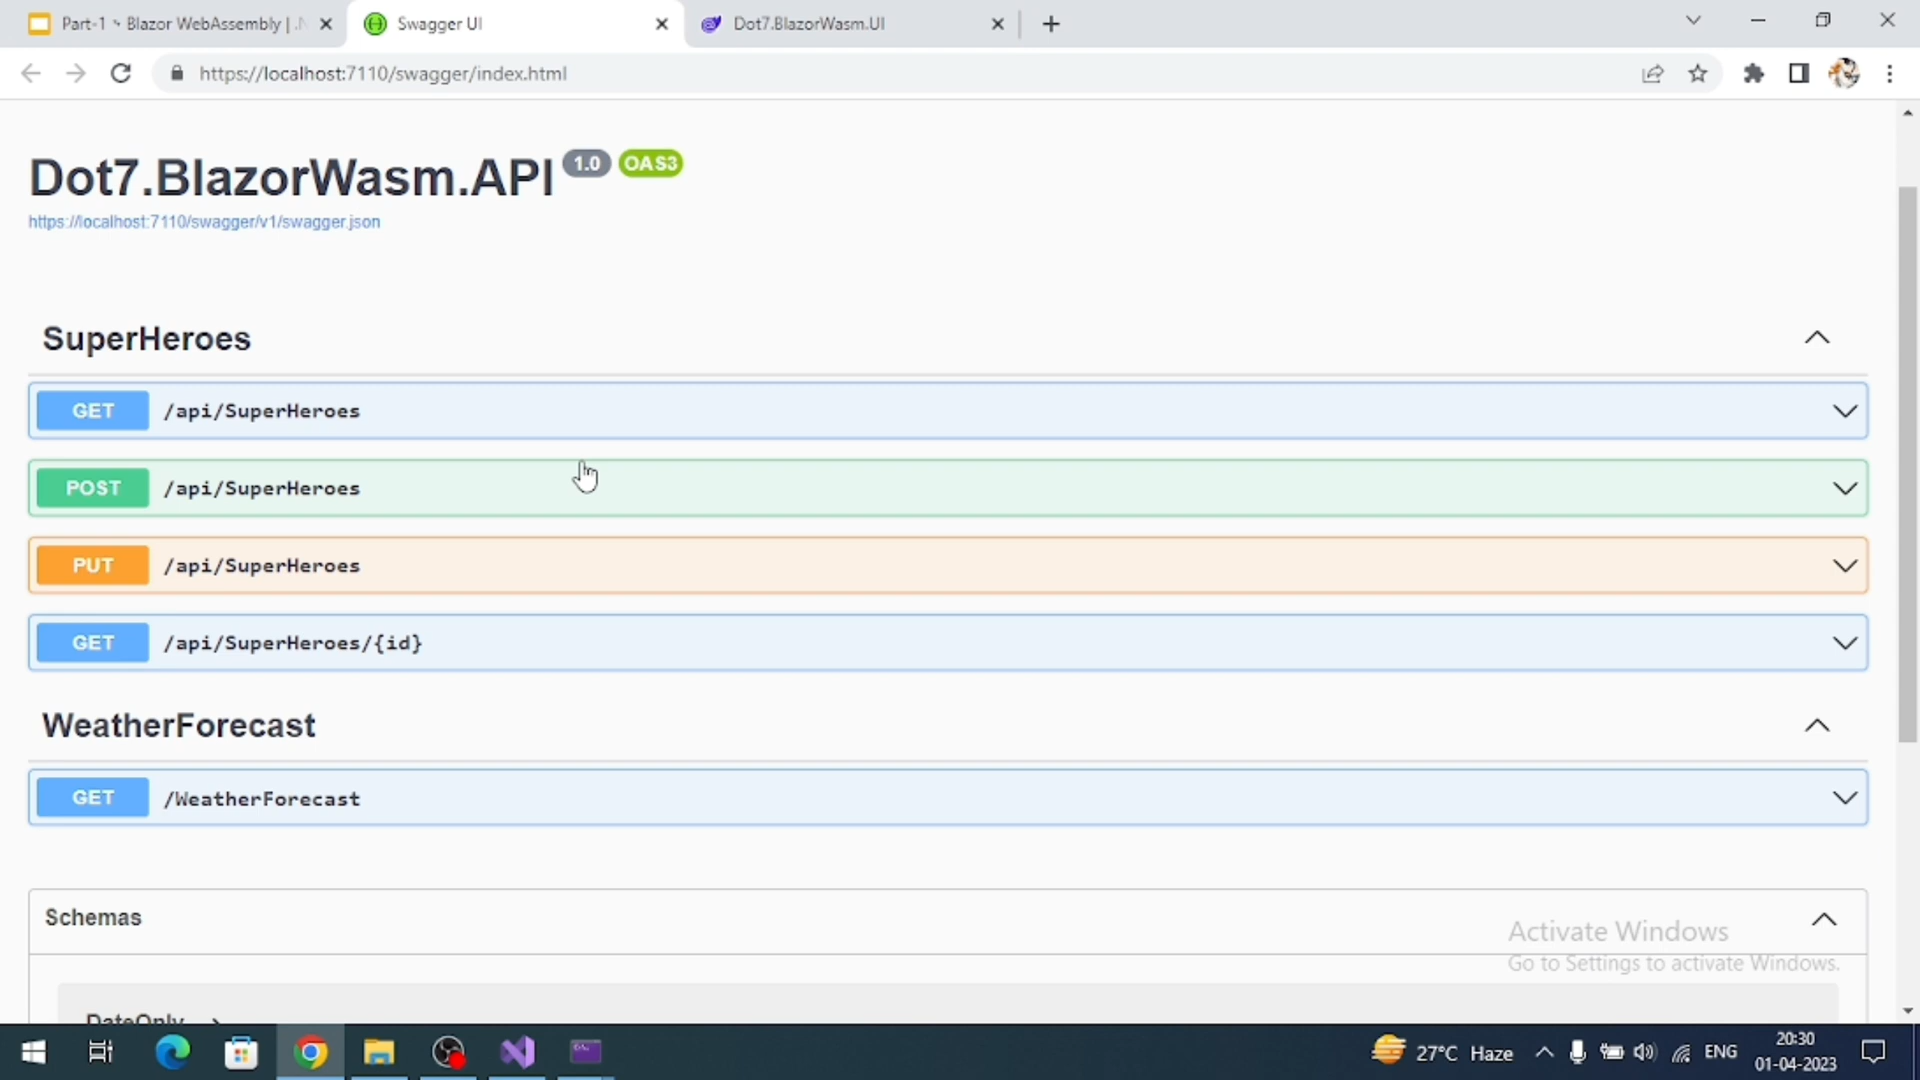 Part-1 ~ Blazor WebAssembly | .N
Swagger UI
Dot7.BlazorWasm.UI
https://localhost:7110/swagger/index.html
Dot7.BlazorWasm.API 1.0 OAS3
https://localhost:7110/swagger/v1/swagger.json
SuperHeroes
GET /api/SuperHeroes
POST /api/SuperHeroes
PUT /api/SuperHeroes
GET /api/SuperHeroes/{id}
WeatherForecast
GET /WeatherForecast
Schemas
Activate Windows
Go to Settings to activate Windows.
DateOnly
27°C Haze
ENG
20:30
01-04-2023